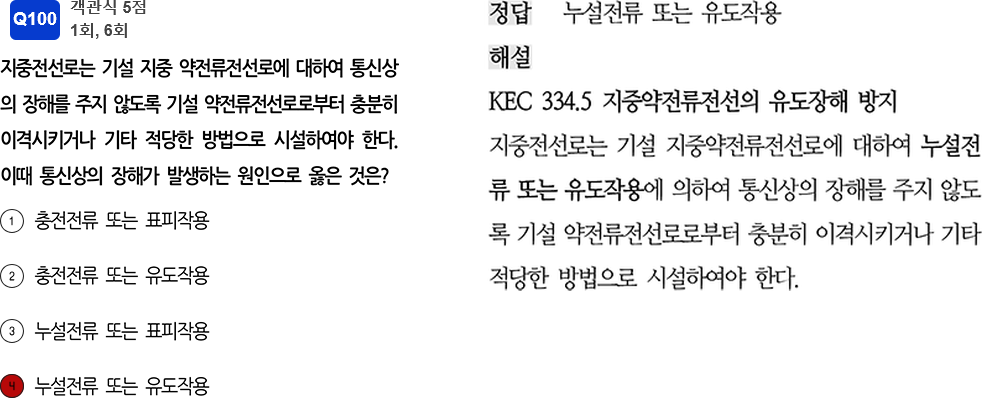 Q100 객관식 5점
1회, 6회
지중전선로는 기설 지중 약전류전선로에 대하여 통신상
의 장해를 주지 않도록 기설 약전류전선로로부터 충분히
이격시키거나 기타 적당한 방법으로 시설하여야 한다.
이때 통신상의 장해가 발생하는 원인으로 옳은 것은?
① 충전전류 또는 표피작용
② 충전전류 또는 유도작용
③ 누설전류 또는 표피작용
④ 누설전류 또는 유도작용
정답 누설전류 또는 유도작용
해설
KEC 334.5 지중약전류전선의 유도장해 방지
지중전선로는 기설 지중약전류전선로에 대하여 누설전
류 또는 유도작용에 의하여 통신상의 장해를 주지 않도
록 기설 약전류전선로로부터 충분히 이격시키거나 기타
적당한 방법으로 시설하여야 한다.